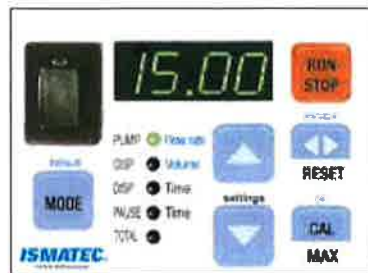 15.00
RUN
STOP
PUMP Flow rate
DISP Volume
DISP Time
PAUSE Time
TOTAL
MODE
settings
RESET
CAL
MAX
ISMATEC